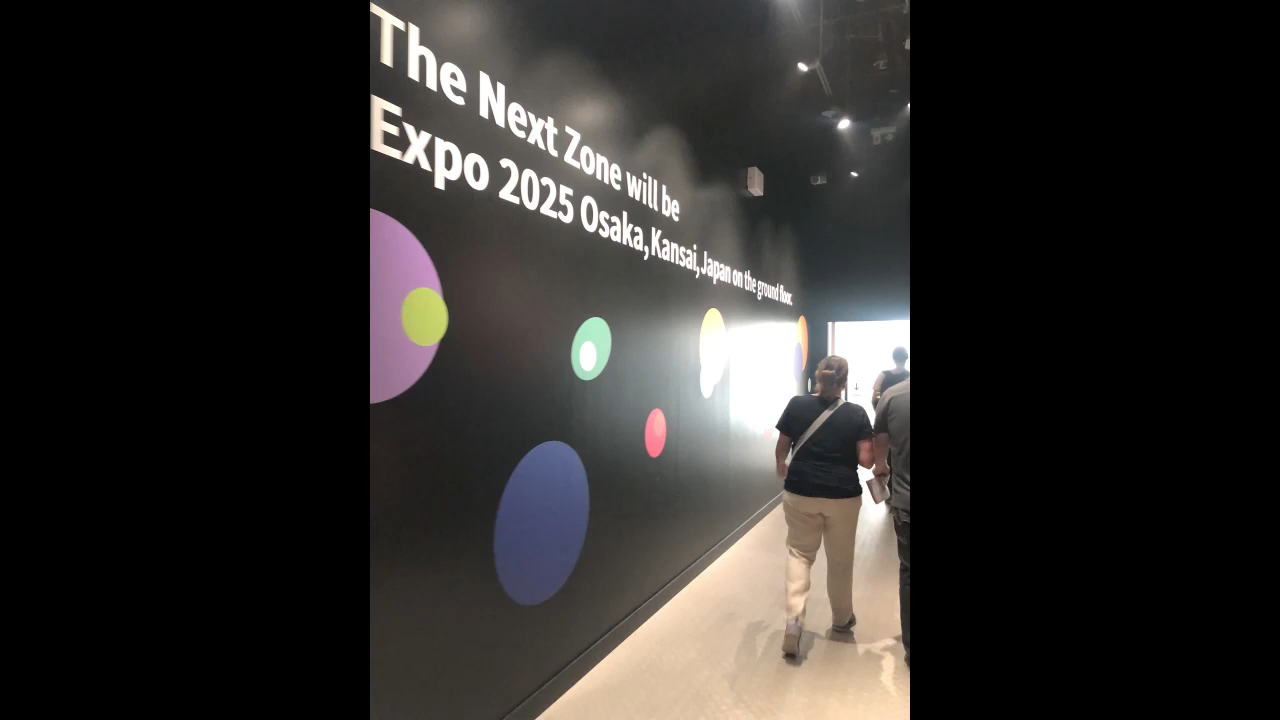 The Next Zone will be
Expo 2025 Osaka, Kansai, Japan on the ground floor.